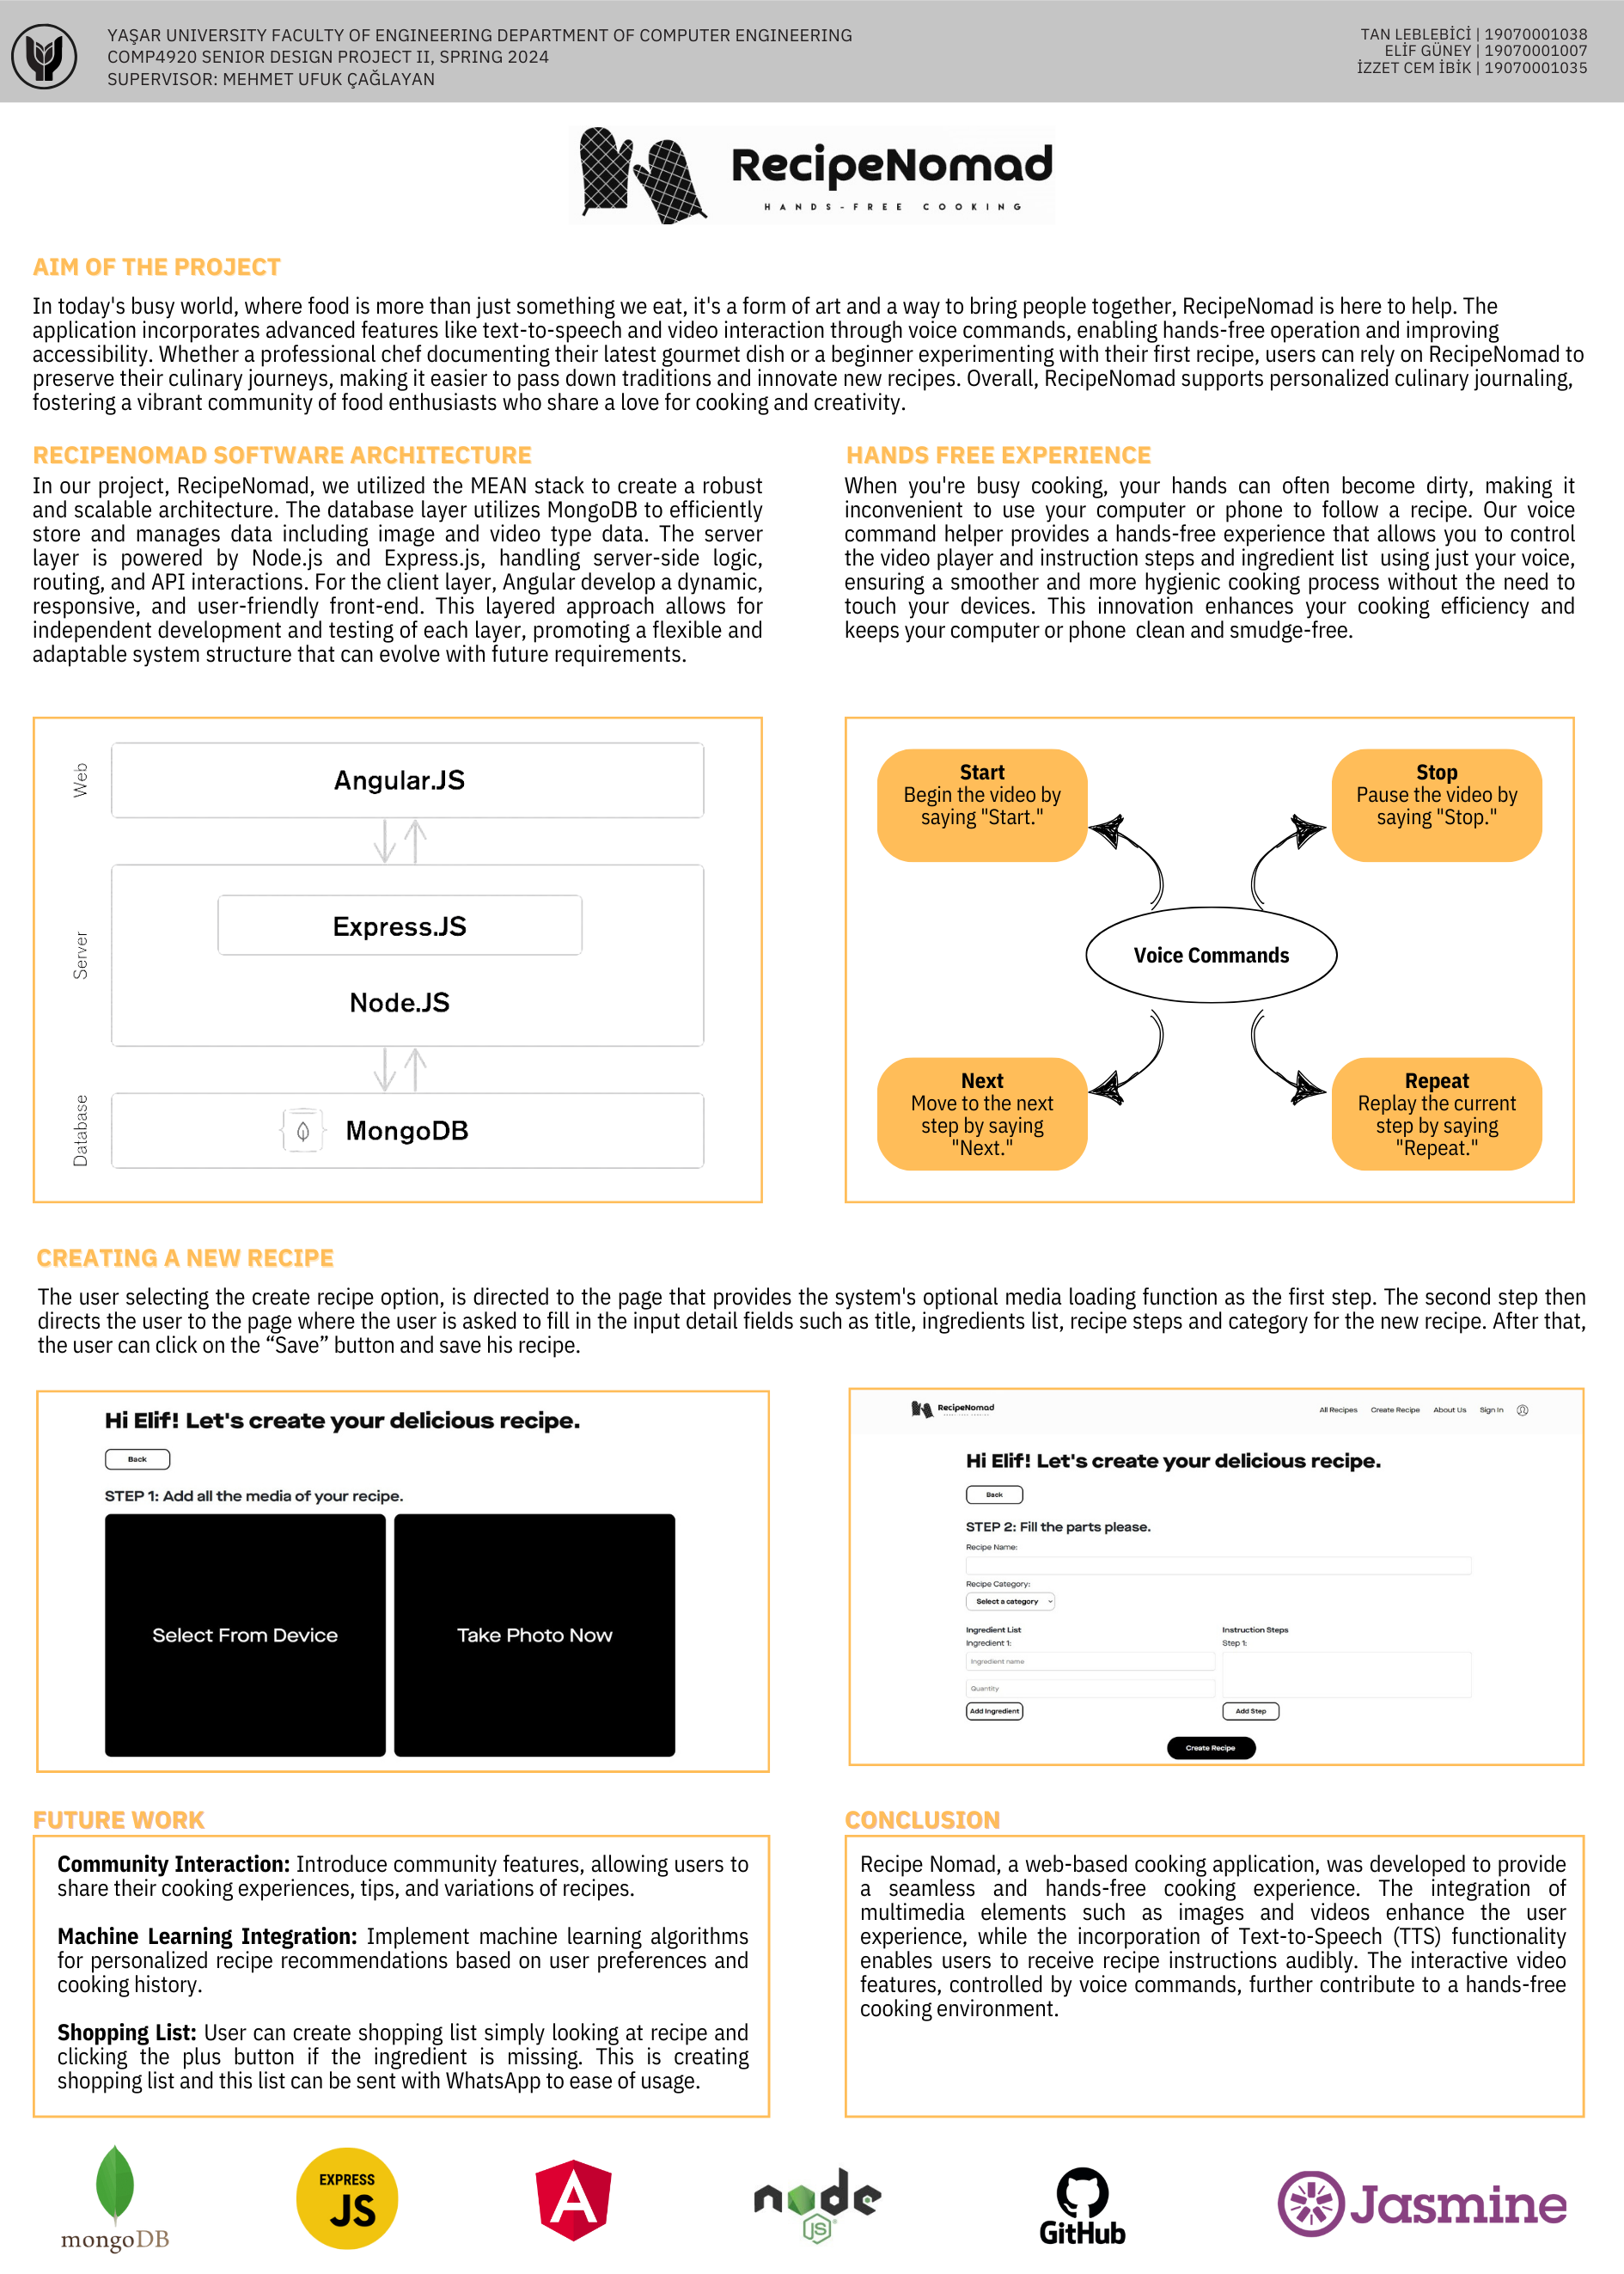 YAŞAR UNIVERSITY FACULTY OF ENGINEERING DEPARTMENT OF COMPUTER ENGINEERING
COMP4920 SENIOR DESIGN PROJECT II, SPRING 2024
SUPERVISOR: MEHMET UFUK ÇAĞLAYAN
TAN LEBLEBİCİ | 19070001038
ELİF GÜNEY | 19070001007
İZZET CEM İBİK | 19070001035
RecipeNomad
HANDS-FREE COOKING
AIM OF THE PROJECT
In today's busy world, where food is more than just something we eat, it's a form of art and a way to bring people together, RecipeNomad is here to help. The
application incorporates advanced features like text-to-speech and video interaction through voice commands, enabling hands-free operation and improving
accessibility. Whether a professional chef documenting their latest gourmet dish or a beginner experimenting with their first recipe, users can rely on RecipeNomad to
preserve their culinary journeys, making it easier to pass down traditions and innovate new recipes. Overall, RecipeNomad supports personalized culinary journaling,
fostering a vibrant community of food enthusiasts who share a love for cooking and creativity.
RECIPENOMAD SOFTWARE ARCHITECTURE
In our project, RecipeNomad, we utilized the MEAN stack to create a robust
and scalable architecture. The database layer utilizes MongoDB to efficiently
store and manages data including image and video type data. The server
layer is powered by Node.js and Express.js, handling server-side logic,
routing, and API interactions. For the client layer, Angular develop a dynamic,
responsive, and user-friendly front-end. This layered approach allows for
independent development and testing of each layer, promoting a flexible and
adaptable system structure that can evolve with future requirements.
HANDS FREE EXPERIENCE
When you're busy cooking, your hands can often become dirty, making it
inconvenient to use your computer or phone to follow a recipe. Our voice
command helper provides a hands-free experience that allows you to control
the video player and instruction steps and ingredient list using just your voice,
ensuring a smoother and more hygienic cooking process without the need to
touch your devices. This innovation enhances your cooking efficiency and
keeps your computer or phone clean and smudge-free.
Web
Angular.JS
Server
Express.JS
Node.JS
Database
MongoDB
Start
Begin the video by
saying "Start."
Stop
Pause the video by
saying "Stop."
Voice Commands
Next
Move to the next
step by saying
"Next."
Repeat
Replay the current
step by saying
"Repeat."
CREATING A NEW RECIPE
The user selecting the create recipe option, is directed to the page that provides the system's optional media loading function as the first step. The second step then
directs the user to the page where the user is asked to fill in the input detail fields such as title, ingredients list, recipe steps and category for the new recipe. After that,
the user can click on the “Save” button and save his recipe.
Hi Elif! Let's create your delicious recipe.
Back
STEP 1: Add all the media of your recipe.
Select From Device
Take Photo Now
RecipeNomad
All Recipes Create Recipe About Us Sign In
Hi Elif! Let's create your delicious recipe.
Back
STEP 2: Fill the parts please.
Recipe Name:
Recipe Category:
Select a category
Ingredient List
Ingredient 1:
Ingredient name
Quantity
Add Ingredient
Instruction Steps
Step 1:
Add Step
Create Recipe
FUTURE WORK
Community Interaction: Introduce community features, allowing users to
share their cooking experiences, tips, and variations of recipes.
Machine Learning Integration: Implement machine learning algorithms
for personalized recipe recommendations based on user preferences and
cooking history.
Shopping List: User can create shopping list simply looking at recipe and
clicking the plus button if the ingredient is missing. This is creating
shopping list and this list can be sent with WhatsApp to ease of usage.
CONCLUSION
Recipe Nomad, a web-based cooking application, was developed to provide
a seamless and hands-free cooking experience. The integration of
multimedia elements such as images and videos enhance the user
experience, while the incorporation of Text-to-Speech (TTS) functionality
enables users to receive recipe instructions audibly. The interactive video
features, controlled by voice commands, further contribute to a hands-free
cooking environment.
mongoDB
EXPRESS
JS
A
node
JS
GitHub
Jasmine